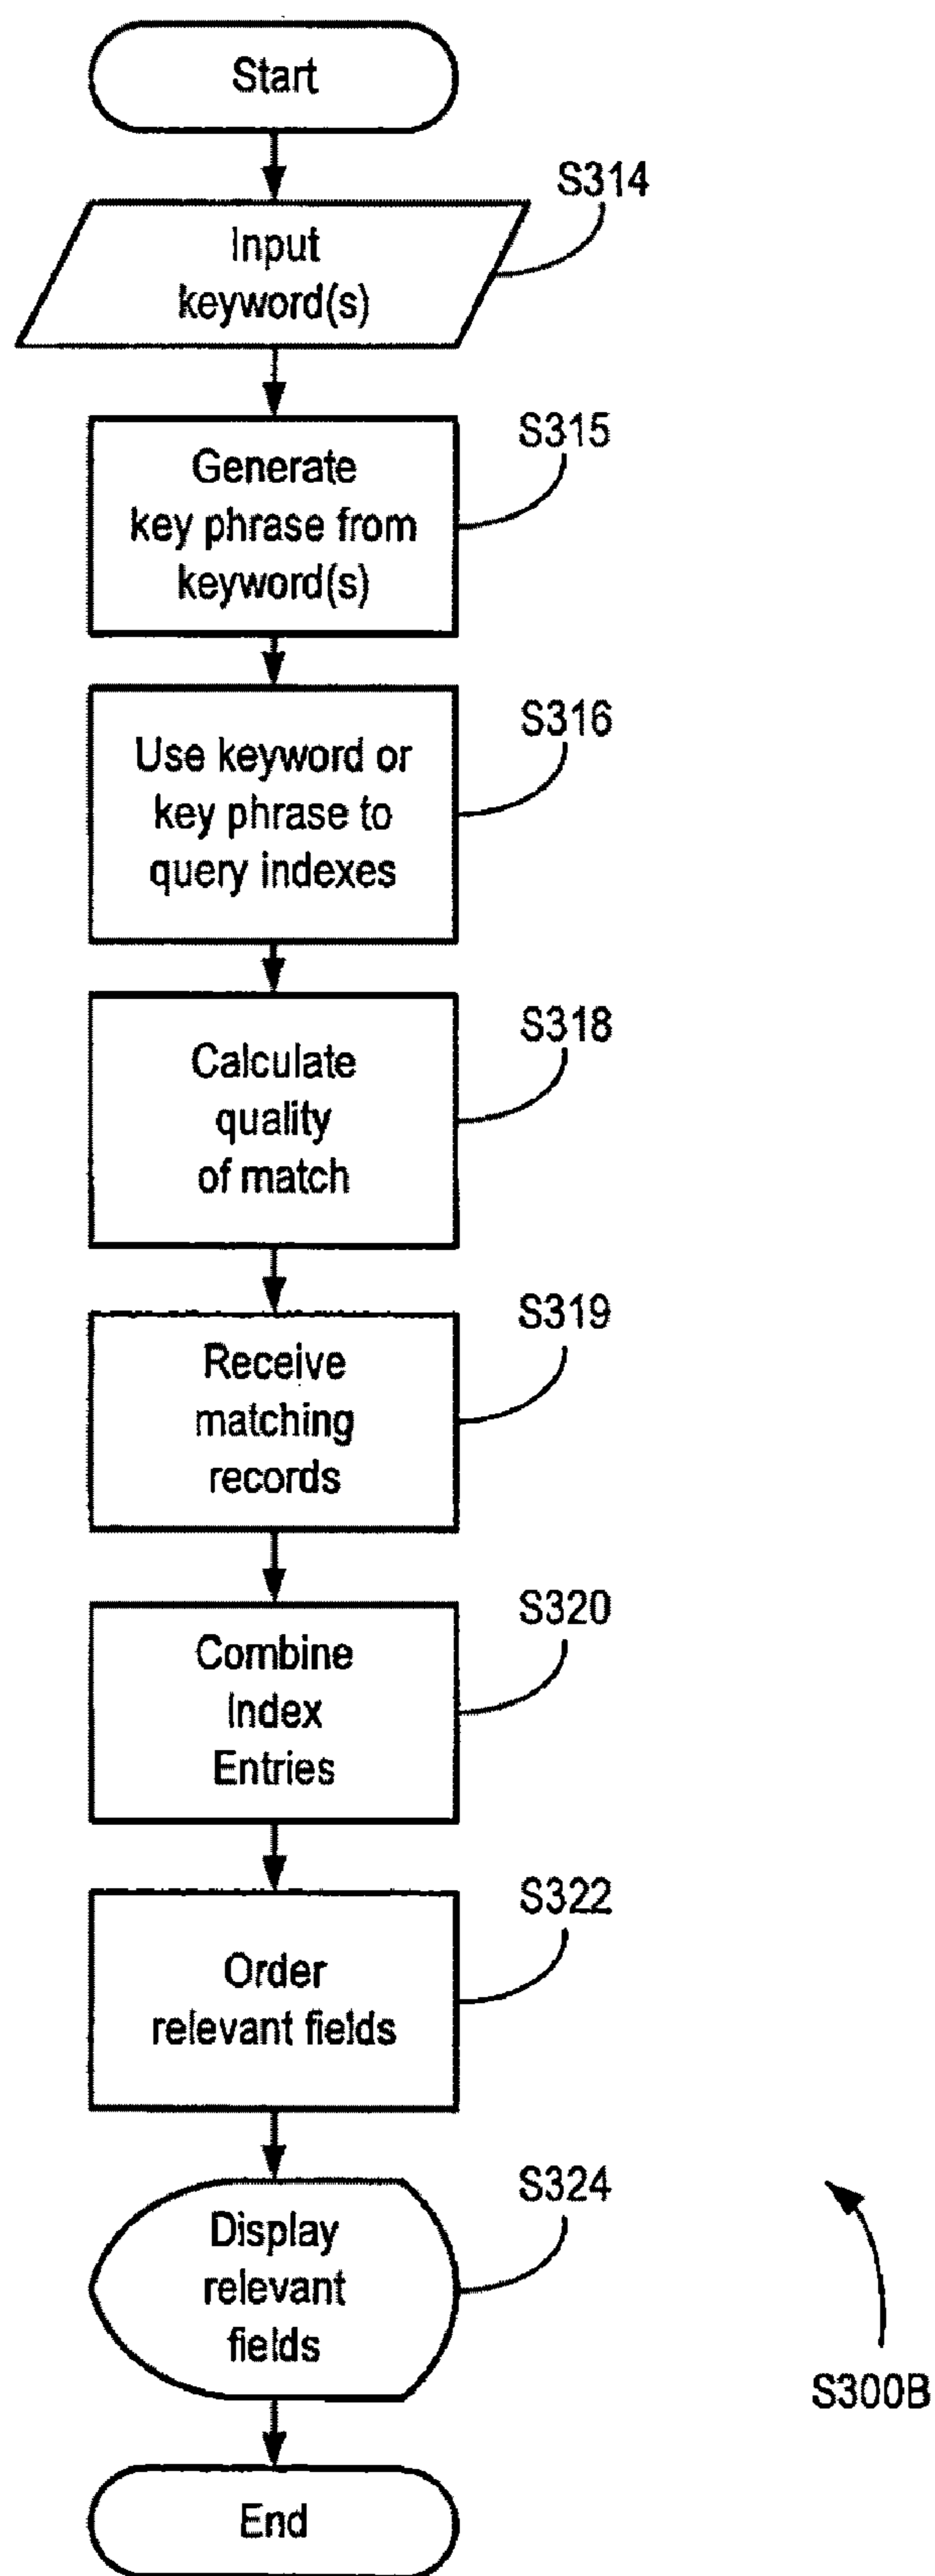 Start
S314
Input
keyword(s)
S315
Generate
key phrase from
keyword(s)
S316
Use keyword or
key phrase to
query indexes
S318
Calculate
quality
of match
S319
Receive
matching
records
S320
Combine
Index
Entries
S322
Order
relevant fields
S324
Display
relevant
fields
S300B
End